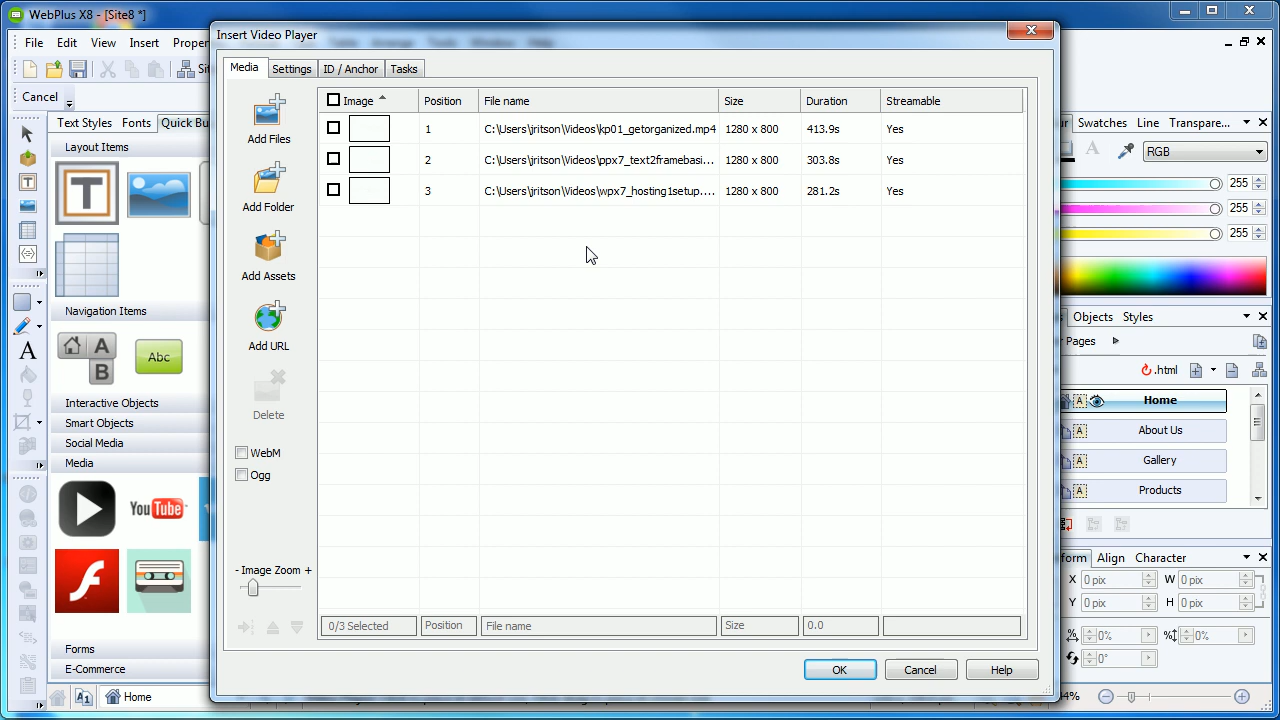 WebPlus X8 - [Site8 *]
File Edit View Insert
Cancel
Text Styles Fonts Quick Bu
Layout Items
T
Navigation Items
A
B
Abc
Interactive Objects
Smart Objects
Social Media
Media
YouTube
Forms
E-Commerce
Home
Insert Video Player
Media Settings ID / Anchor Tasks
Add Files
Add Folder
Add Assets
Add URL
Delete
WebM
Ogg
- Image Zoom +
Image Position File name Size Duration Streamable
1 C:\Users\jritson\Videos\kp01_getorganized.mp4 1280 x 800 413.9s Yes
2 C:\Users\jritson\Videos\ppx7_text2framebasi... 1280 x 800 303.8s Yes
3 C:\Users\jritson\Videos\wpx7_hosting1setup.... 1280 x 800 281.2s Yes
0/3 Selected Position File name Size 0.0
OK Cancel Help
Swatches Line Transpare...
RGB
255
255
255
Objects Styles
Pages
.html
Home
About Us
Gallery
Products
Align Character
X 0 pix W 0 pix
Y 0 pix H 0 pix
0% 0%
0°